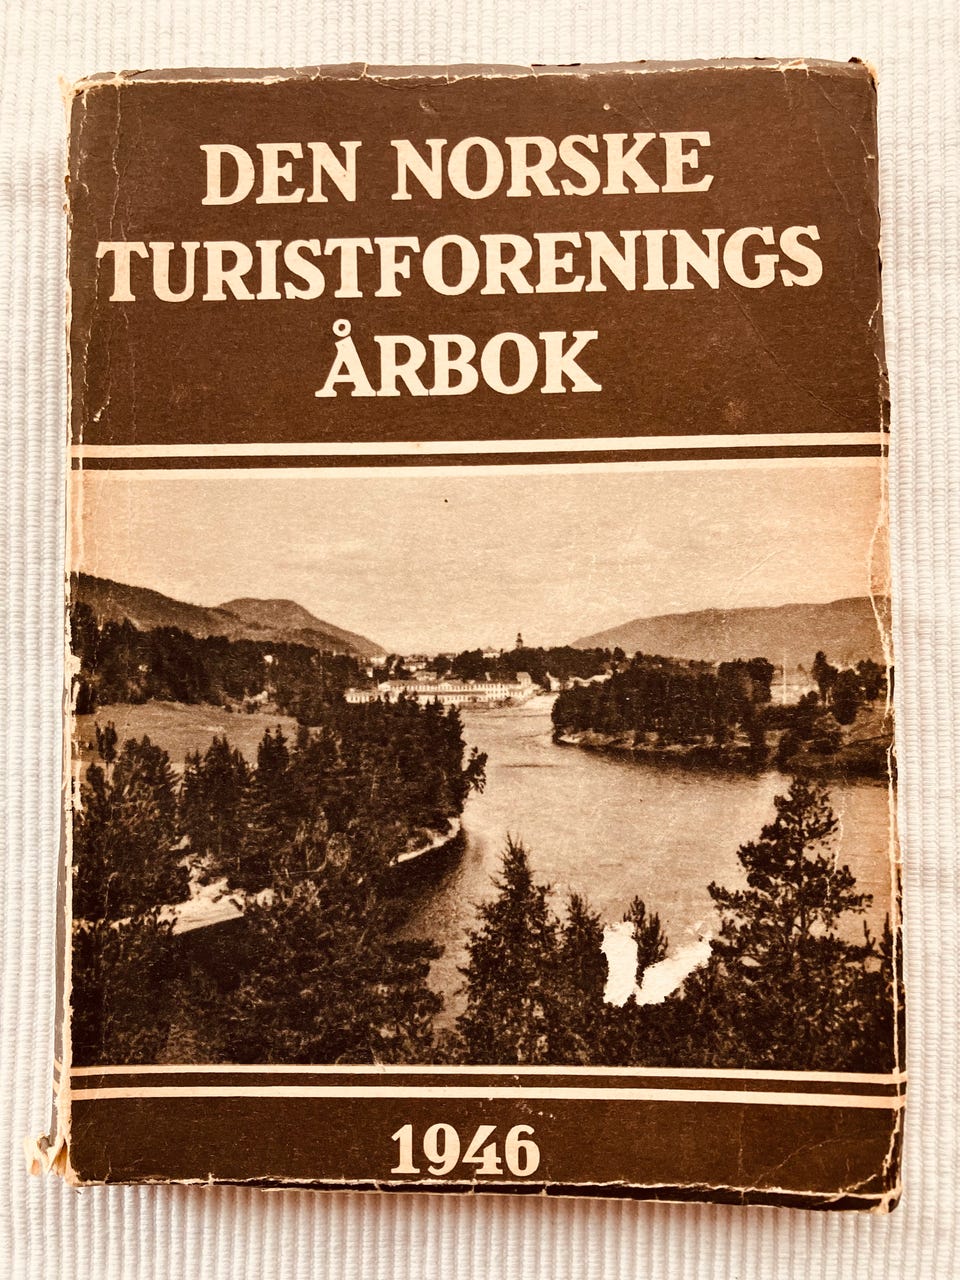 DEN NORSKE
TURISTFORENINGS
ÅRBOK
1946